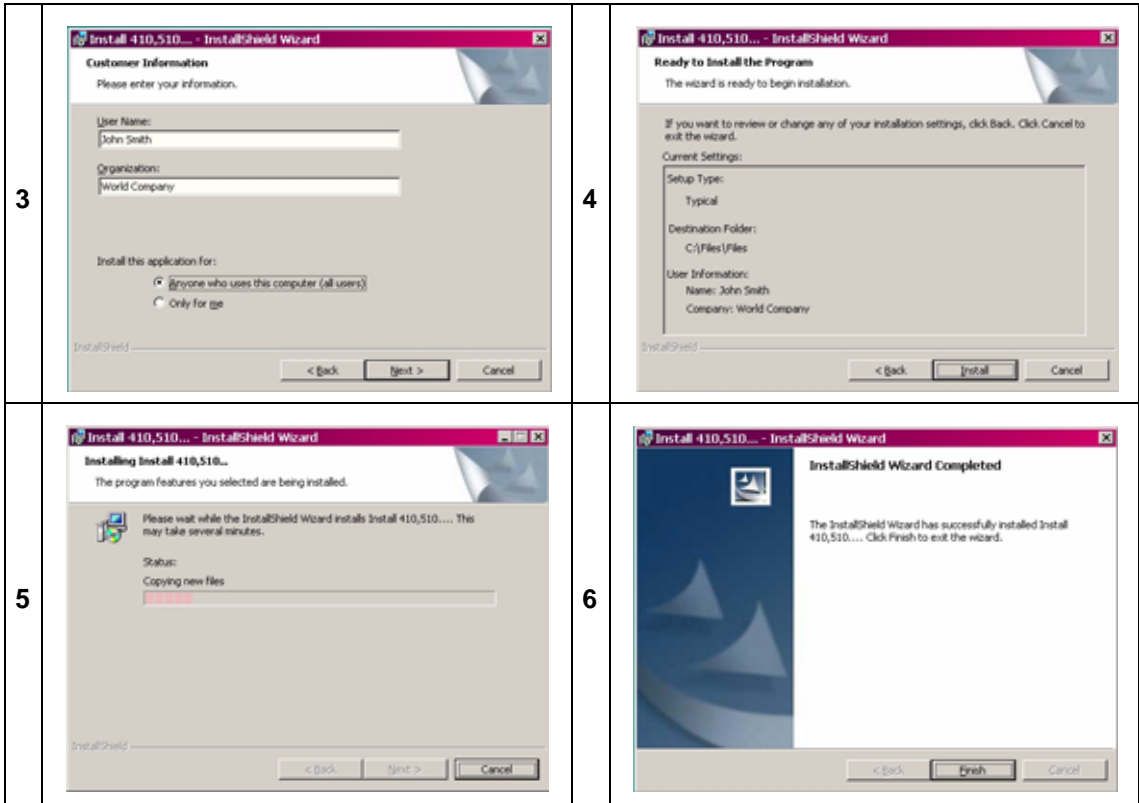 3
Install 410,510... - InstallShield Wizard
Customer Information
Please enter your information.
User Name:
John Smith
Organization:
World Company
Install this application for:
Anyone who uses this computer (all users)
Only for me
InstallShield
< Back Next > Cancel
4
Install 410,510... - InstallShield Wizard
Ready to Install the Program
The wizard is ready to begin installation.
If you want to review or change any of your installation settings, click Back. Click Cancel to
exit the wizard.
Current Settings:
Setup Type:
Typical
Destination Folder:
C:\Files\Files
User Information:
Name: John Smith
Company: World Company
InstallShield
< Back Install Cancel
5
Install 410,510... - InstallShield Wizard
Installing Install 410,510...
The program features you selected are being installed.
Please wait while the InstallShield Wizard installs Install 410,510.... This
may take several minutes.
Status:
Copying new files
InstallShield
< Back Next > Cancel
6
Install 410,510... - InstallShield Wizard
InstallShield Wizard Completed
The InstallShield Wizard has successfully installed Install
410,510.... Click Finish to exit the wizard.
< Back Finish Cancel